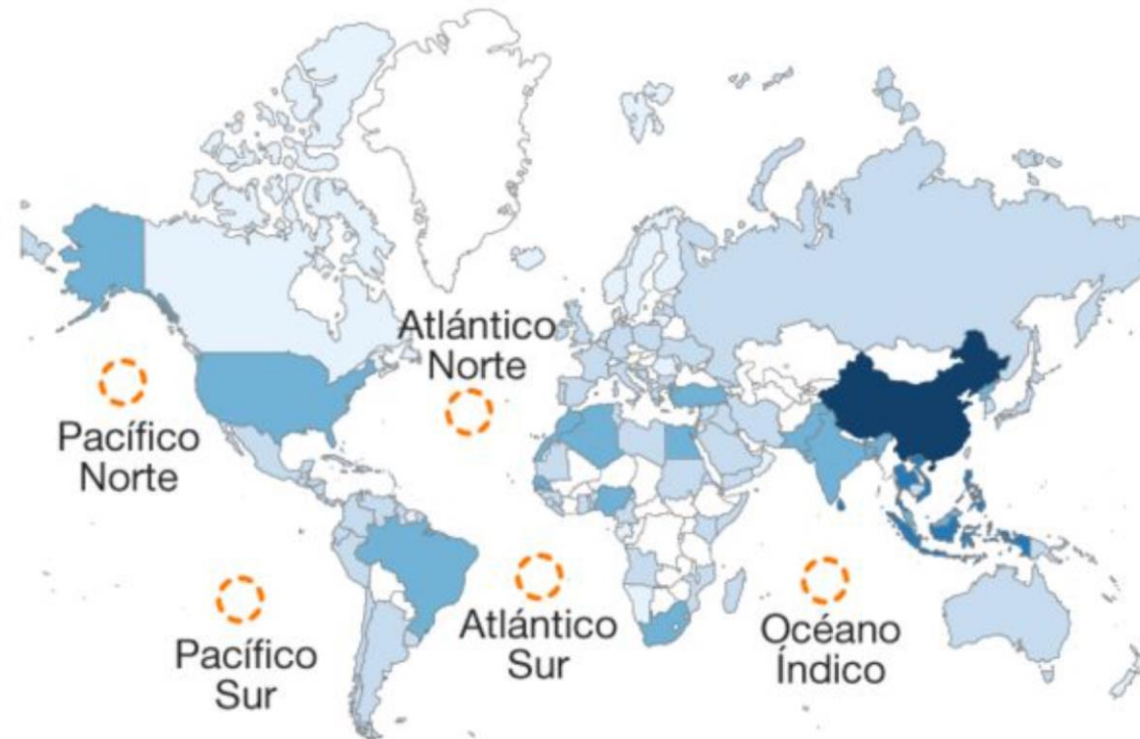 Atlántico
Norte
Pacífico
Norte
Pacífico
Sur
Atlántico
Sur
Océano
Índico